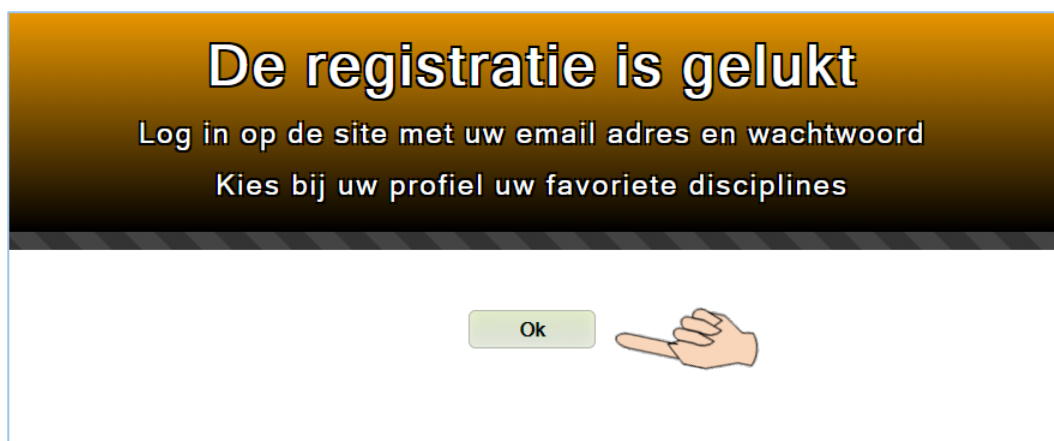 De registratie is gelukt
Log in op de site met uw email adres en wachtwoord
Kies bij uw profiel uw favoriete disciplines
Ok